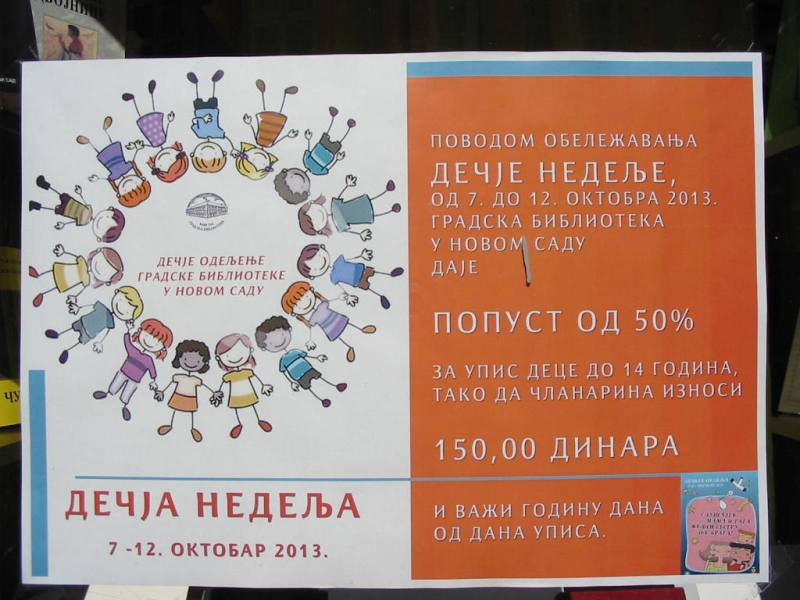 ДЕЧЈЕ ОДЕЉЕЊЕ
ГРАДСКЕ БИБЛИОТЕКЕ
У НОВОМ САДУ
ДЕЧЈА НЕДЕЉА
7 -12. ОКТОБАР 2013.
ПОВОДОМ ОБЕЛЕЖАВАЊА
ДЕЧЈЕ НЕДЕЉЕ,
ОД 7. ДО 12. ОКТОБРА 2013.
ГРАДСКА БИБЛИОТЕКА
У НОВОМ САДУ
ДАЈЕ
ПОПУСТ ОД 50%
ЗА УПИС ДЕЦЕ ДО 14 ГОДИНА,
ТАКО ДА ЧЛАНАРИНА ИЗНОСИ
150,00 ДИНАРА
И ВАЖИ ГОДИНУ ДАНА
ОД ДАНА УПИСА.